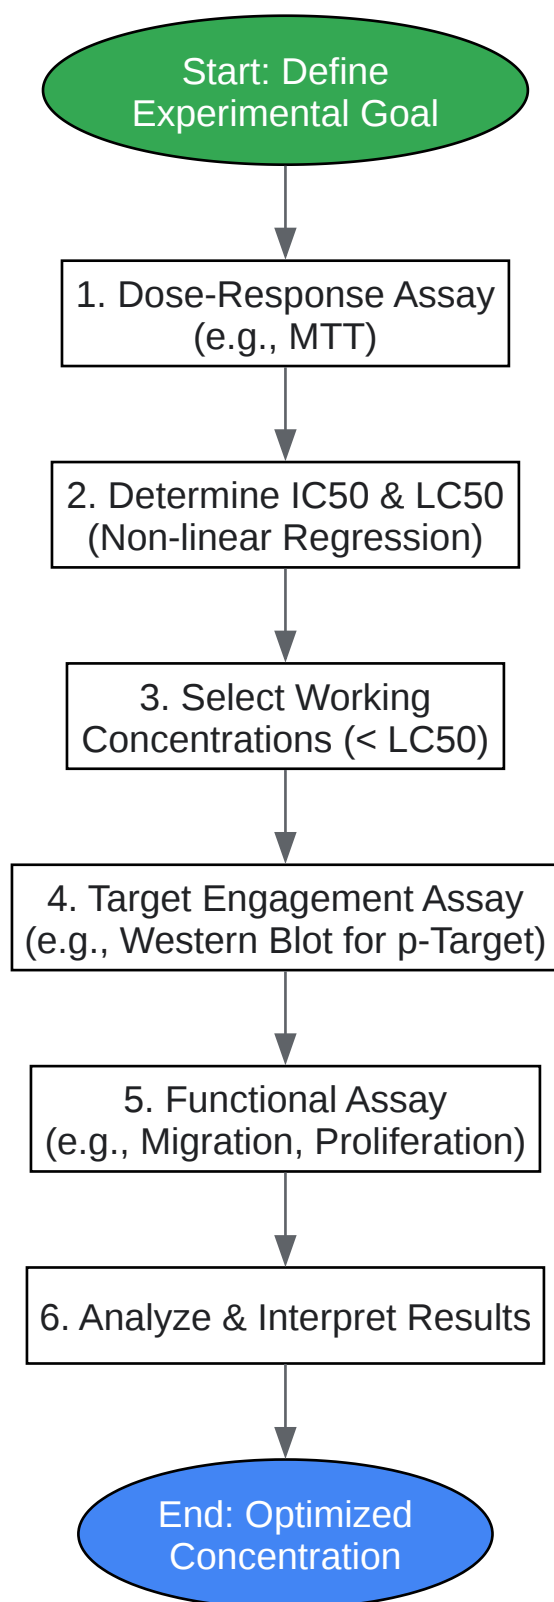 Start: Define
Experimental Goal
1. Dose-Response Assay
(e.g., MTT)
2. Determine IC50 & LC50
(Non-linear Regression)
3. Select Working
Concentrations (< LC50)
4. Target Engagement Assay
(e.g., Western Blot for p-Target)
5. Functional Assay
(e.g., Migration, Proliferation)
6. Analyze & Interpret Results
End: Optimized
Concentration